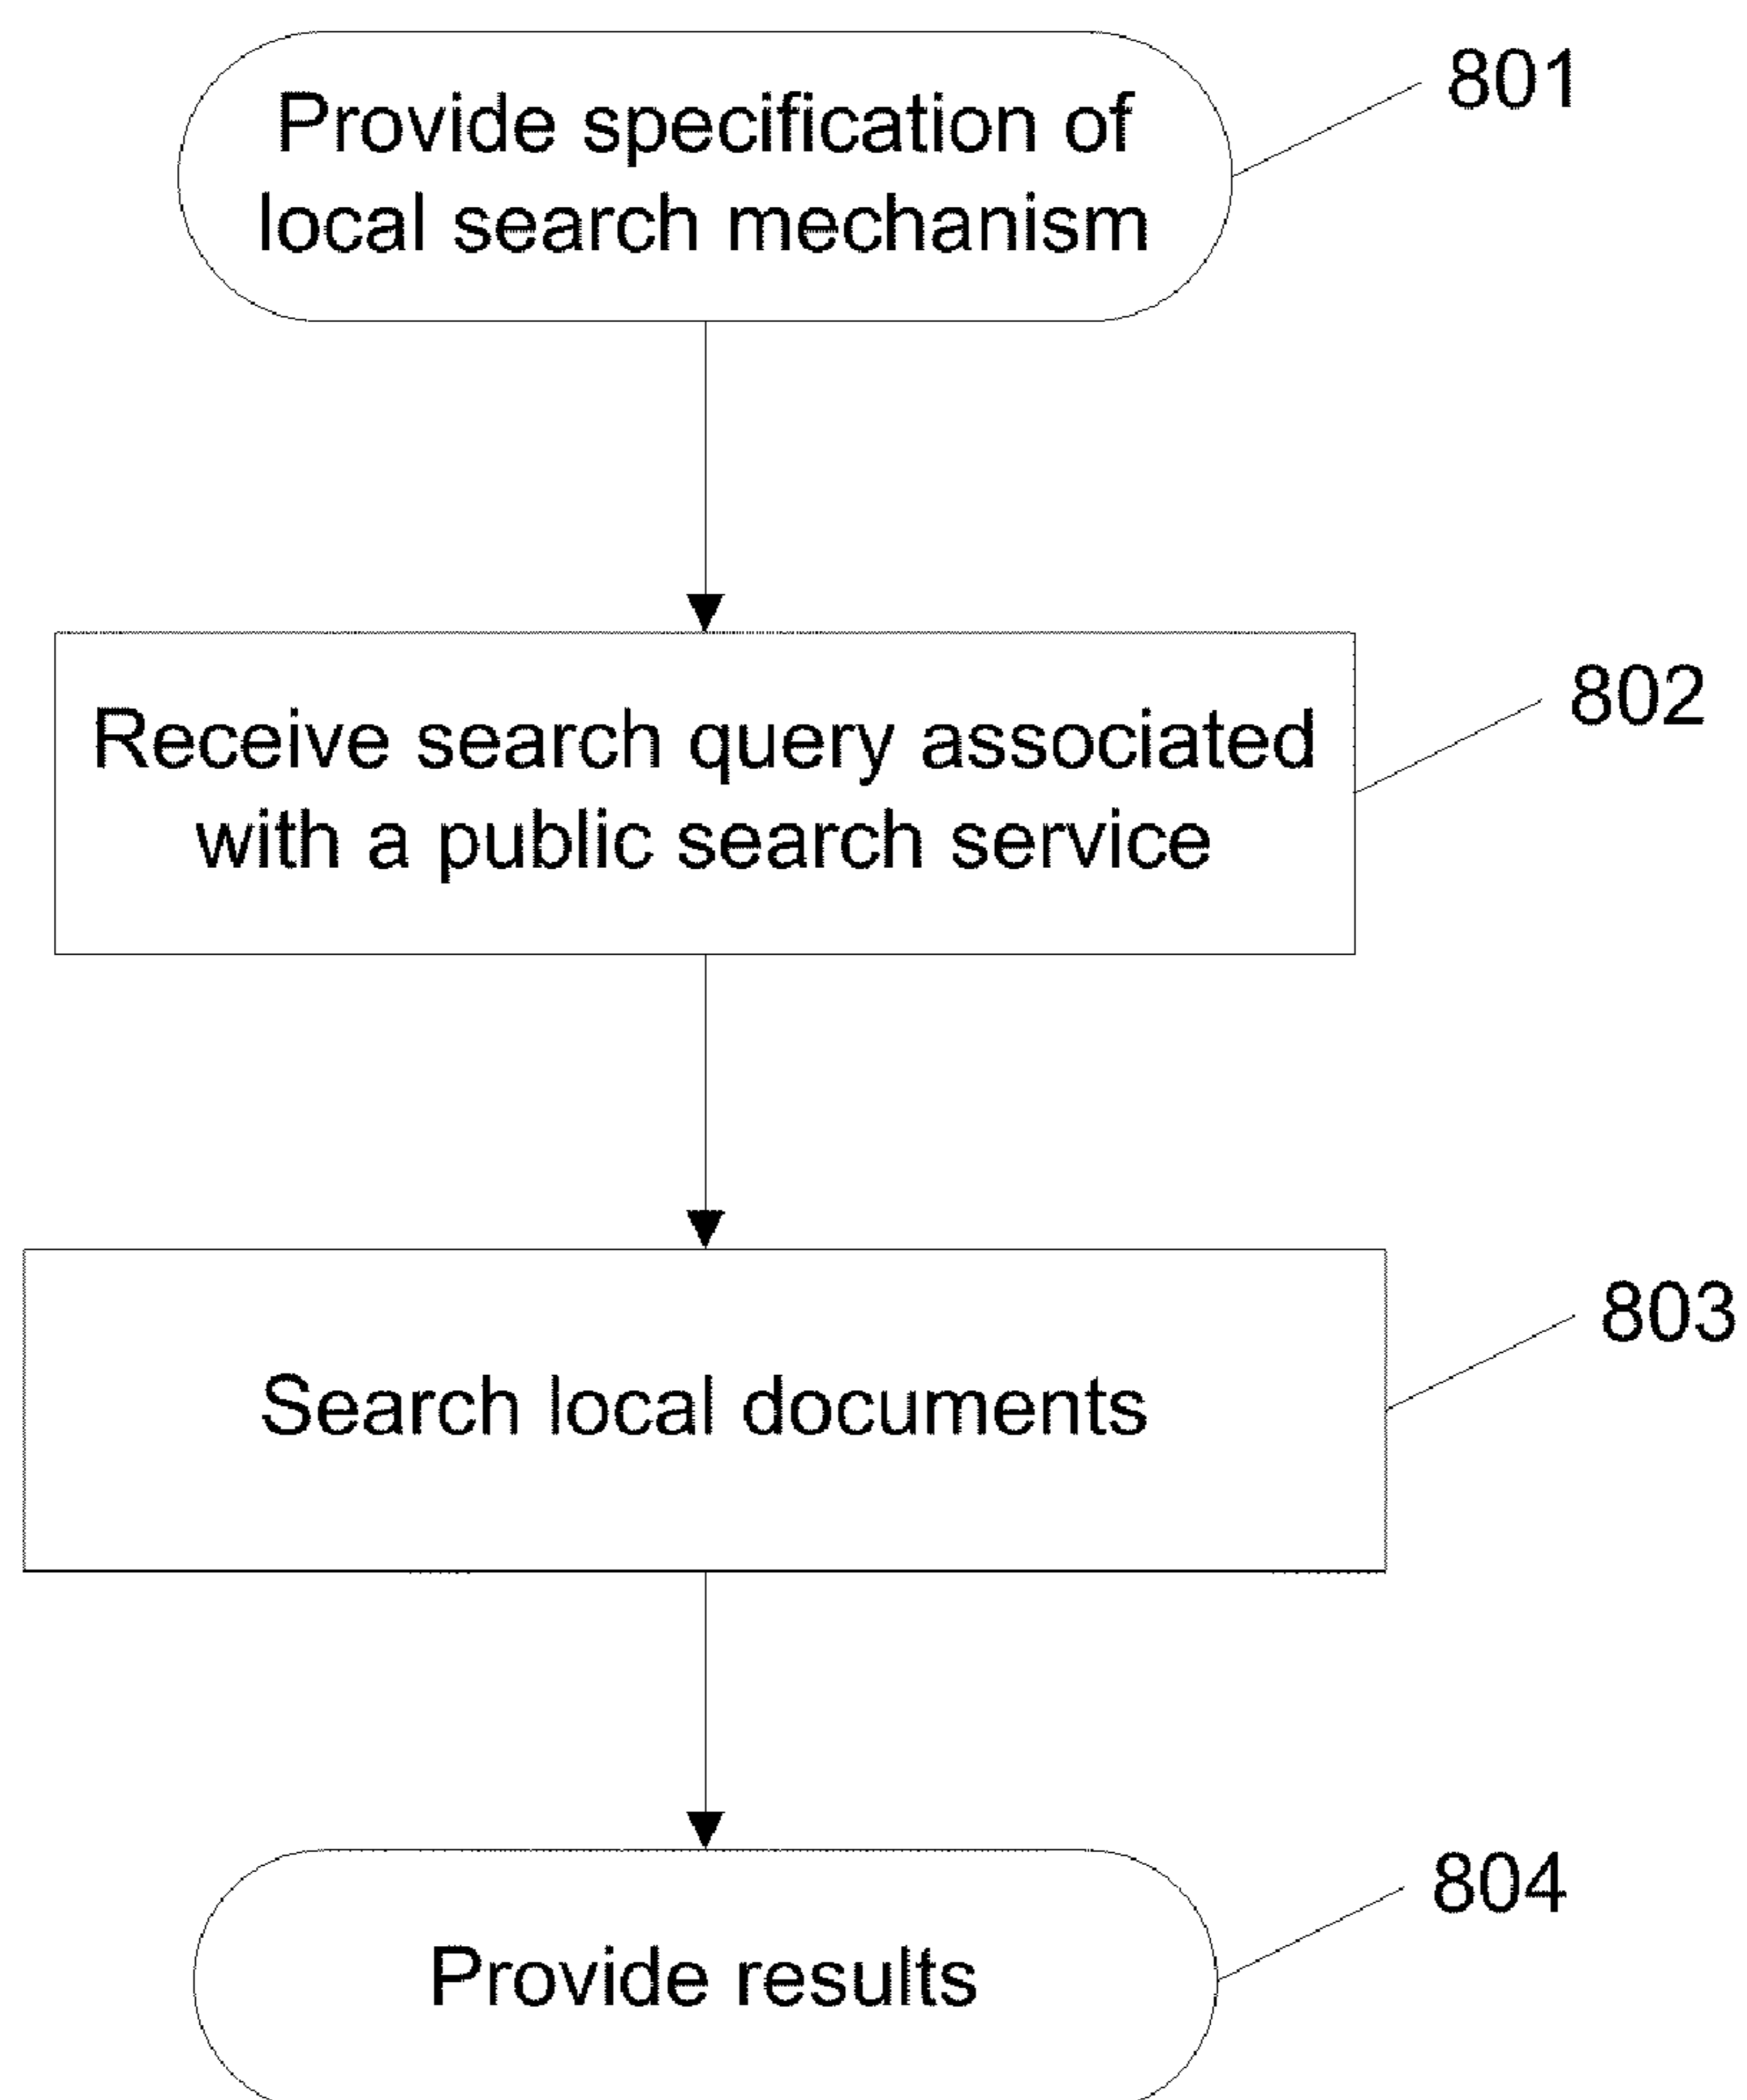 Provide specification of
local search mechanism
801
Receive search query associated
with a public search service
802
Search local documents
803
Provide results
804